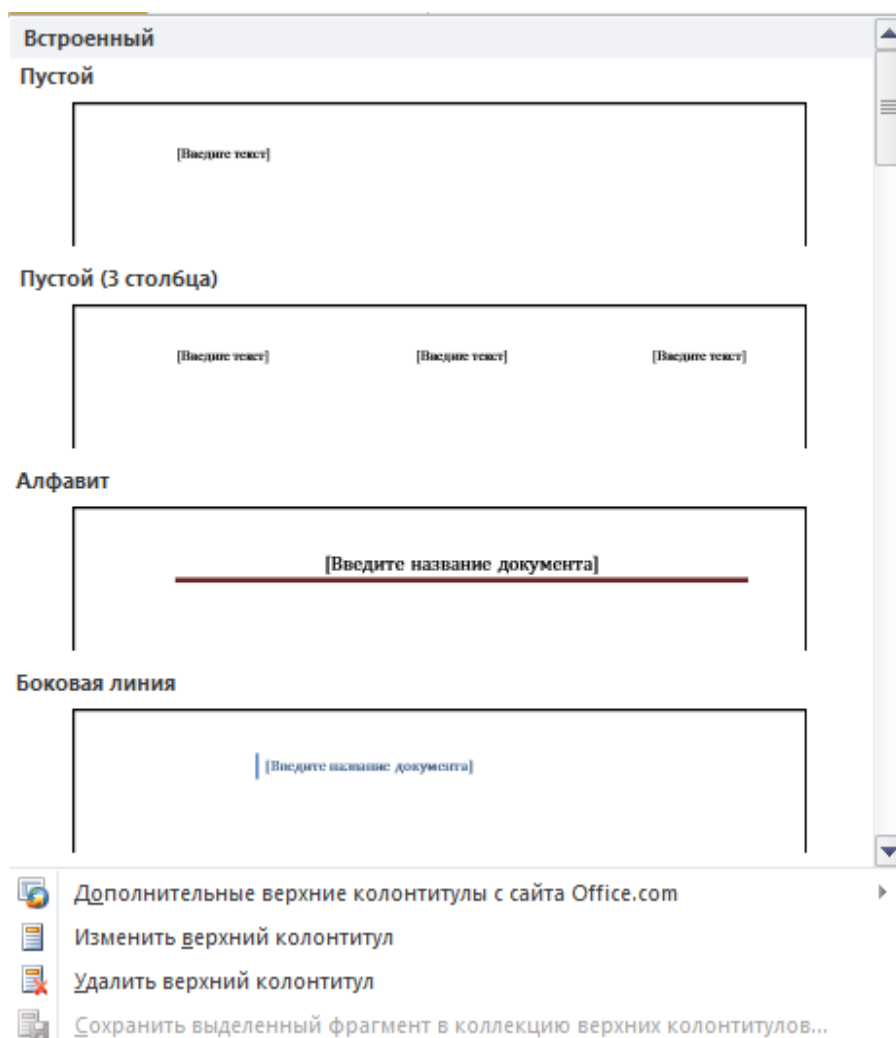 Встроенный
Пустой
[Введите текст]
Пустой (3 столбца)
[Введите текст] [Введите текст] [Введите текст]
Алфавит
[Введите название документа]
Боковая линия
[Введите название документа]
Дополнительные верхние колонтитулы с сайта Office.com
Изменить верхний колонтитул
Удалить верхний колонтитул
Сохранить выделенный фрагмент в коллекцию верхних колонтитулов...